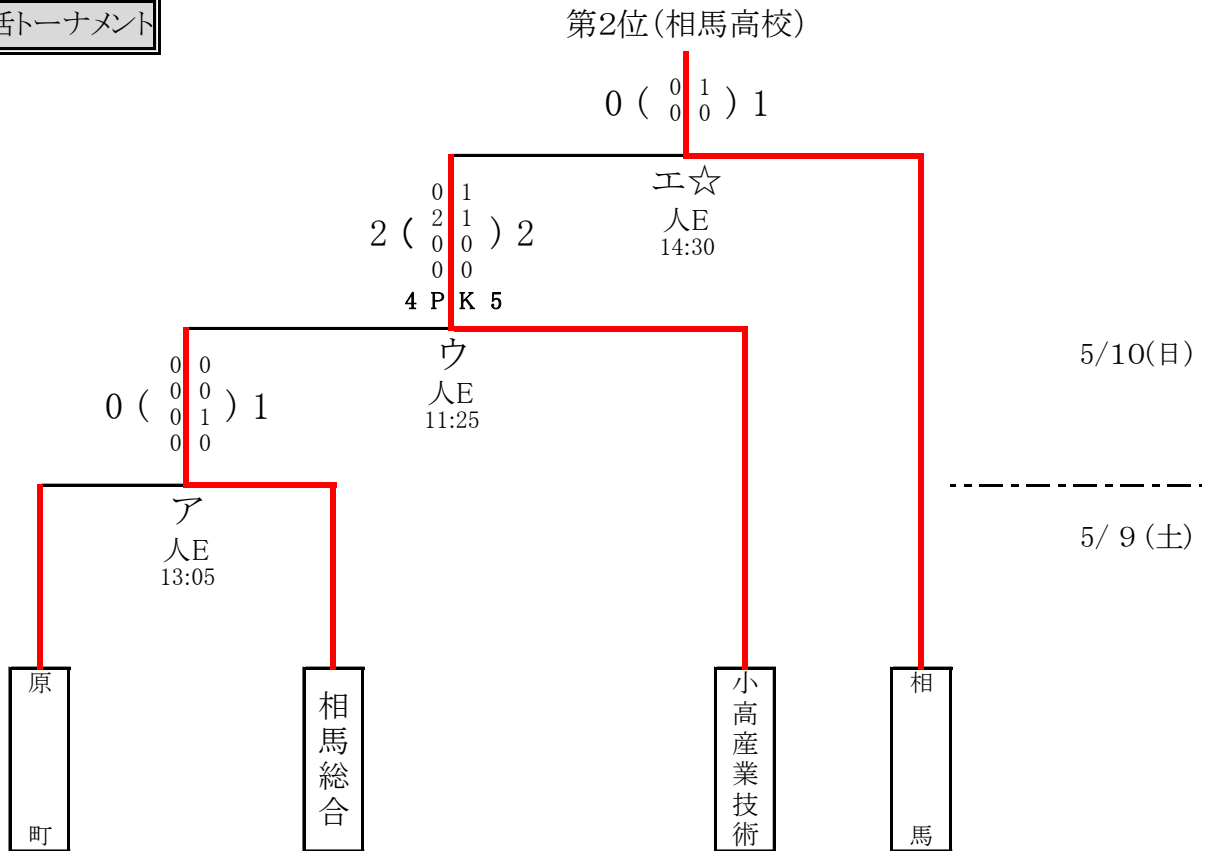 活トーナメント
第2位(相馬高校)
0 ( 0 1 ) 1
0 0
エ☆
人E
14:30
0 1
2 ( 2 1 ) 2
0 0
0 0
4 P K 5
ウ
人E
11:25
5/10(日)
0 0
0 ( 0 0 ) 1
0 1
0 0
ア
人E
13:05
5/ 9 (土)
原町
相馬総合
小高産業技術
相馬